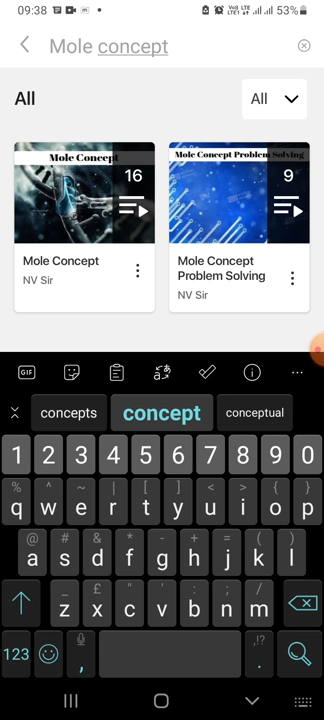 09:38 53%
Mole concept
All
All
Mole Concept
16
Mole Concept Problem Solving
9
Mole Concept
NV Sir
Mole Concept
Problem Solving
NV Sir
GIF
concepts concept conceptual
1 2 3 4 5 6 7 8 9 0
% ^ ~ | [ ] < > { }
q w e r t y u i o p
@ # & * - + = ( )
a s d f g h j k l
_ £ " ' : ; /
z x c v b n m
123 , ,!? .